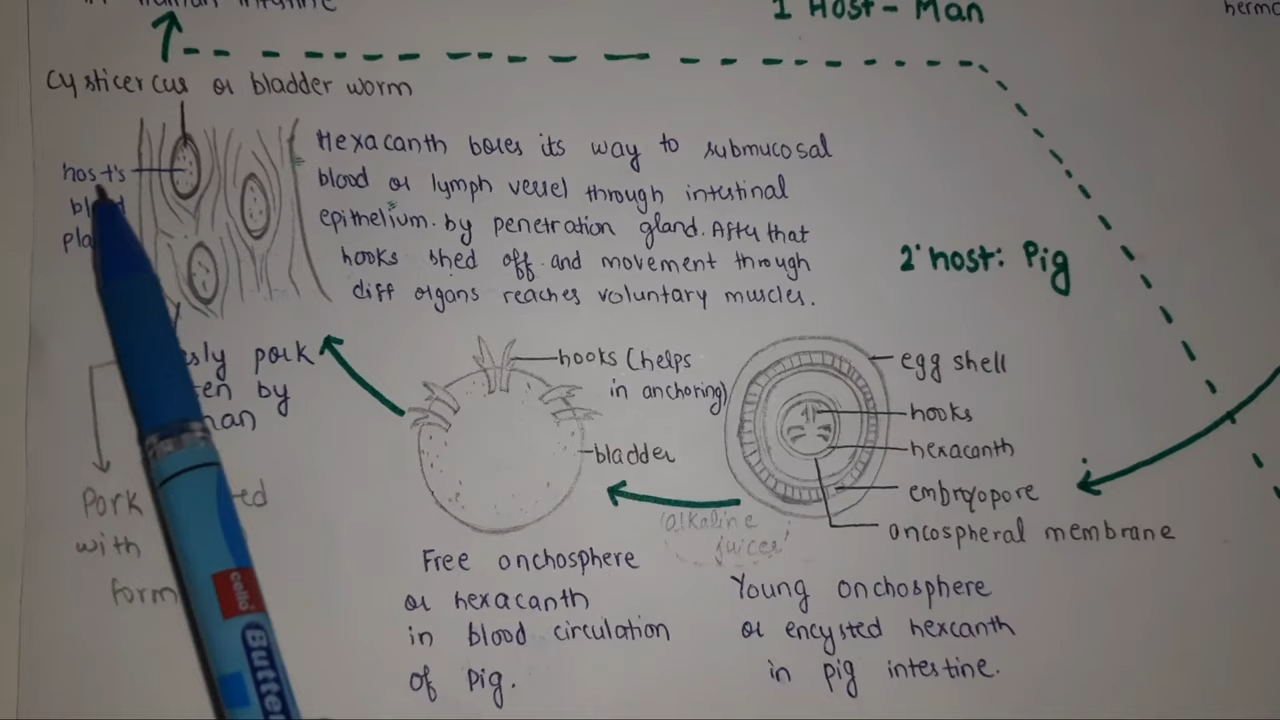 1 Host - Man
Cysticercus or bladder worm
host's
Hexacanth bores its way to submucosal
blood or lymph vessel through intestinal
epithelium. by penetration gland. After that
hooks shed off and movement through
diff organs reaches voluntary muscles.
2° host: Pig
pork
by
hooks (helps
in anchoring)
bladder
egg shell
hooks
hexacanth
embryopore
oncospheral membrane
Pork
with
'alkaline
juices'
Free onchosphere
or hexacanth
in blood circulation
of pig.
Young onchosphere
or encysted hexcanth
in pig intestine.
cello
Butter